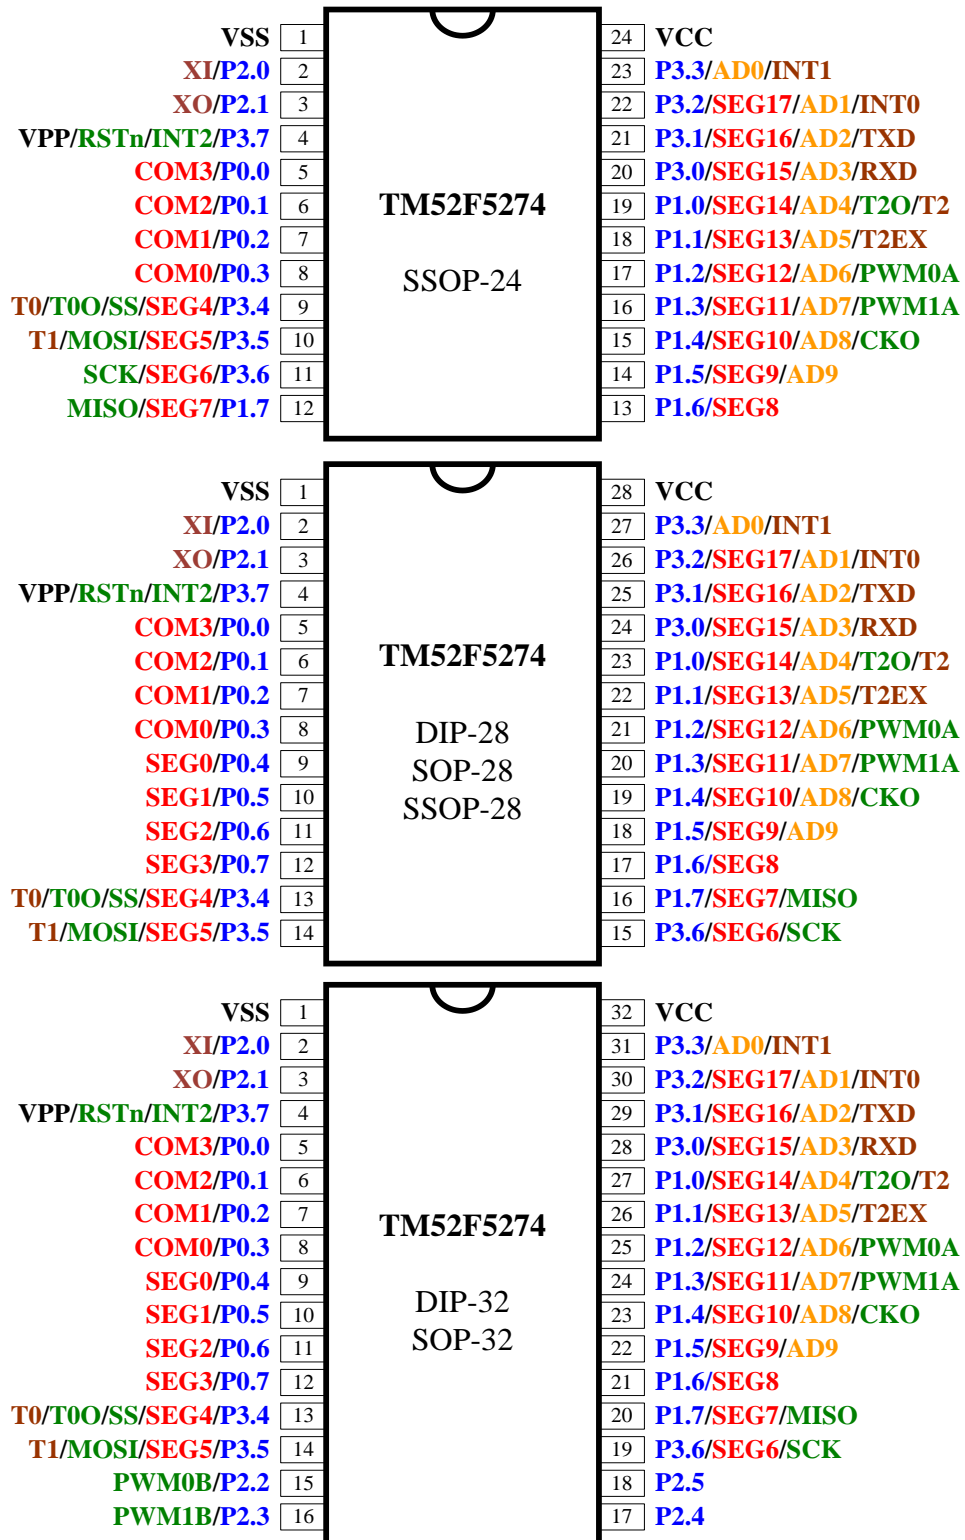 VSS 1 24 VCC
XI/P2.0 2 23 P3.3/AD0/INT1
XO/P2.1 3 22 P3.2/SEG17/AD1/INT0
VPP/RSTn/INT2/P3.7 4 21 P3.1/SEG16/AD2/TXD
COM3/P0.0 5 20 P3.0/SEG15/AD3/RXD
COM2/P0.1 6 TM52F5274 19 P1.0/SEG14/AD4/T2O/T2
COM1/P0.2 7 18 P1.1/SEG13/AD5/T2EX
COM0/P0.3 8 SSOP-24 17 P1.2/SEG12/AD6/PWM0A
T0/T0O/SS/SEG4/P3.4 9 16 P1.3/SEG11/AD7/PWM1A
T1/MOSI/SEG5/P3.5 10 15 P1.4/SEG10/AD8/CKO
SCK/SEG6/P3.6 11 14 P1.5/SEG9/AD9
MISO/SEG7/P1.7 12 13 P1.6/SEG8
VSS 1 28 VCC
XI/P2.0 2 27 P3.3/AD0/INT1
XO/P2.1 3 26 P3.2/SEG17/AD1/INT0
VPP/RSTn/INT2/P3.7 4 25 P3.1/SEG16/AD2/TXD
COM3/P0.0 5 24 P3.0/SEG15/AD3/RXD
COM2/P0.1 6 TM52F5274 23 P1.0/SEG14/AD4/T2O/T2
COM1/P0.2 7 22 P1.1/SEG13/AD5/T2EX
COM0/P0.3 8 DIP-28 21 P1.2/SEG12/AD6/PWM0A
SEG0/P0.4 9 SOP-28 20 P1.3/SEG11/AD7/PWM1A
SEG1/P0.5 10 SSOP-28 19 P1.4/SEG10/AD8/CKO
SEG2/P0.6 11 18 P1.5/SEG9/AD9
SEG3/P0.7 12 17 P1.6/SEG8
T0/T0O/SS/SEG4/P3.4 13 16 P1.7/SEG7/MISO
T1/MOSI/SEG5/P3.5 14 15 P3.6/SEG6/SCK
VSS 1 32 VCC
XI/P2.0 2 31 P3.3/AD0/INT1
XO/P2.1 3 30 P3.2/SEG17/AD1/INT0
VPP/RSTn/INT2/P3.7 4 29 P3.1/SEG16/AD2/TXD
COM3/P0.0 5 28 P3.0/SEG15/AD3/RXD
COM2/P0.1 6 27 P1.0/SEG14/AD4/T2O/T2
COM1/P0.2 7 TM52F5274 26 P1.1/SEG13/AD5/T2EX
COM0/P0.3 8 25 P1.2/SEG12/AD6/PWM0A
SEG0/P0.4 9 DIP-32 24 P1.3/SEG11/AD7/PWM1A
SEG1/P0.5 10 SOP-32 23 P1.4/SEG10/AD8/CKO
SEG2/P0.6 11 22 P1.5/SEG9/AD9
SEG3/P0.7 12 21 P1.6/SEG8
T0/T0O/SS/SEG4/P3.4 13 20 P1.7/SEG7/MISO
T1/MOSI/SEG5/P3.5 14 19 P3.6/SEG6/SCK
PWM0B/P2.2 15 18 P2.5
PWM1B/P2.3 16 17 P2.4